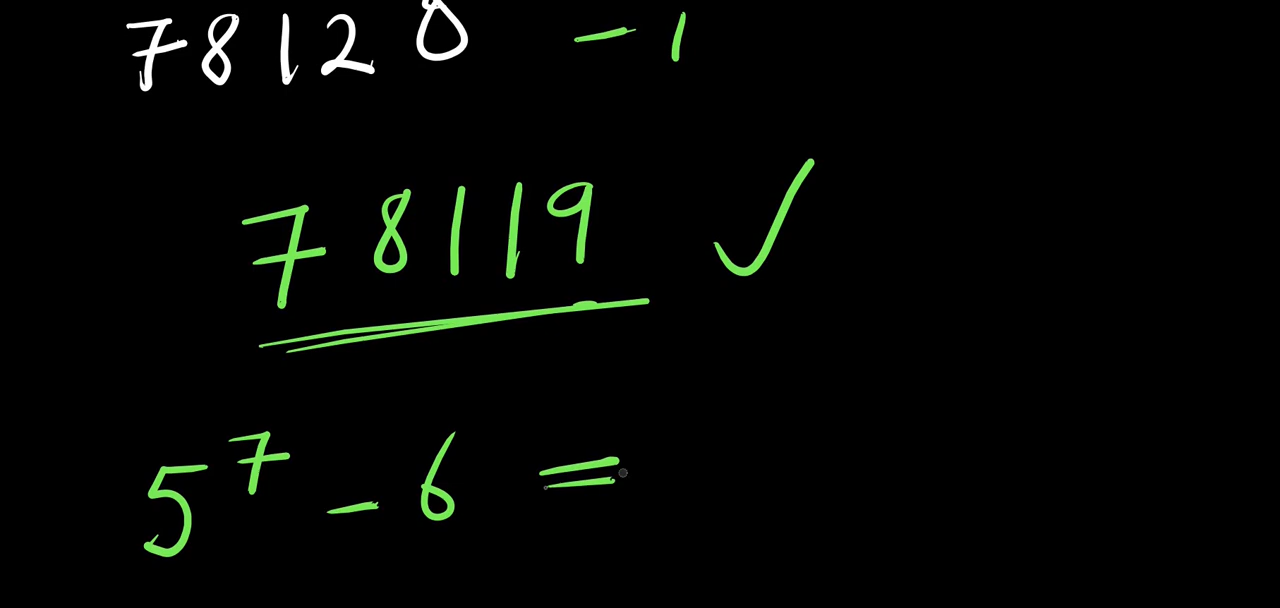 78120 - 1
78119 ✓
5⁷ - 6 =